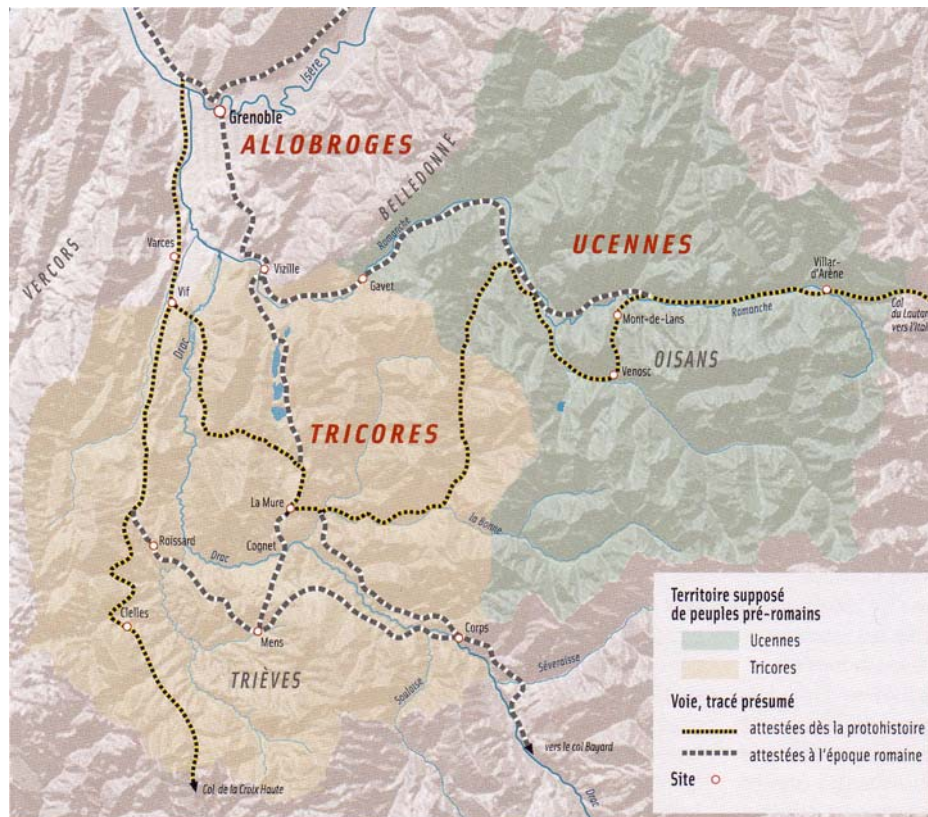 Isère
Grenoble
ALLOBROGES
BELLEDONNE
VERCORS
Romanche
UCENNES
Varces
Vizille
Gavet
Villar-
d'Arène
Vif
Mont-de-Lans
Romanche
Col
du Lautar
vers l'Ital
Drac
OISANS
Venosc
TRICORES
La Mure
la Bonne
Cognet
Roissard
Drac
Clelles
Mens
Corps
TRIÈVES
Souloise
Séveraisse
vers le col Bayard
Col de la Croix Haute
Drac
Territoire supposé
de peuples pré-romains
Ucennes
Tricores
Voie, tracé présumé
attestées dès la protohistoire
attestées à l'époque romaine
Site